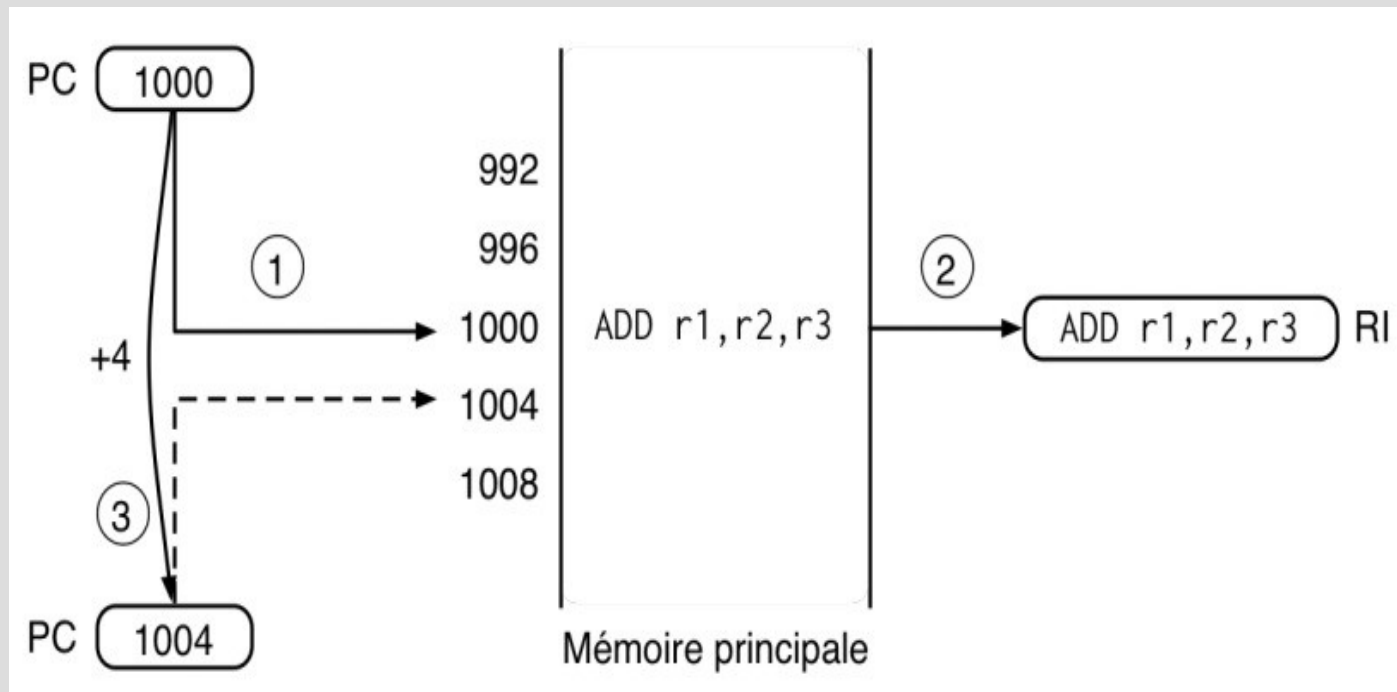 PC 1000
992
996
1
2
1000 ADD r1,r2,r3 ADD r1,r2,r3 RI
+4
1004
1008
3
PC 1004
Mémoire principale